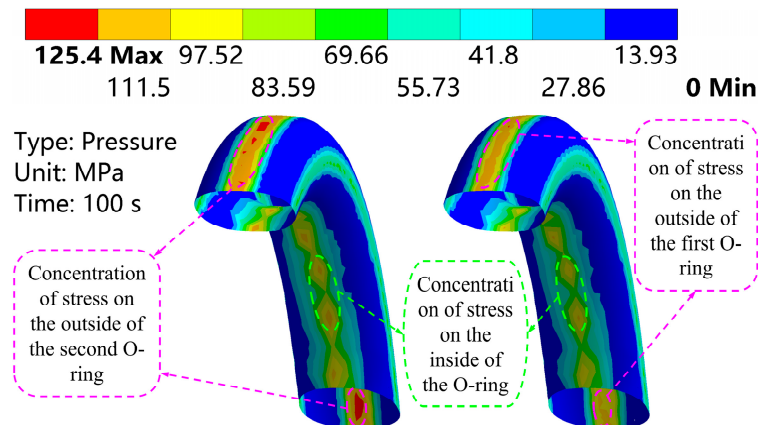 125.4 Max 97.52 69.66 41.8 13.93
111.5 83.59 55.73 27.86 0 Min
Type: Pressure
Unit: MPa
Time: 100 s
Concentration
of stress on
the outside of
the second O-
ring
Concentrati
on of stress
on the
inside of
the O-ring
Concentrati
on of stress
on the
outside of
the first O-
ring